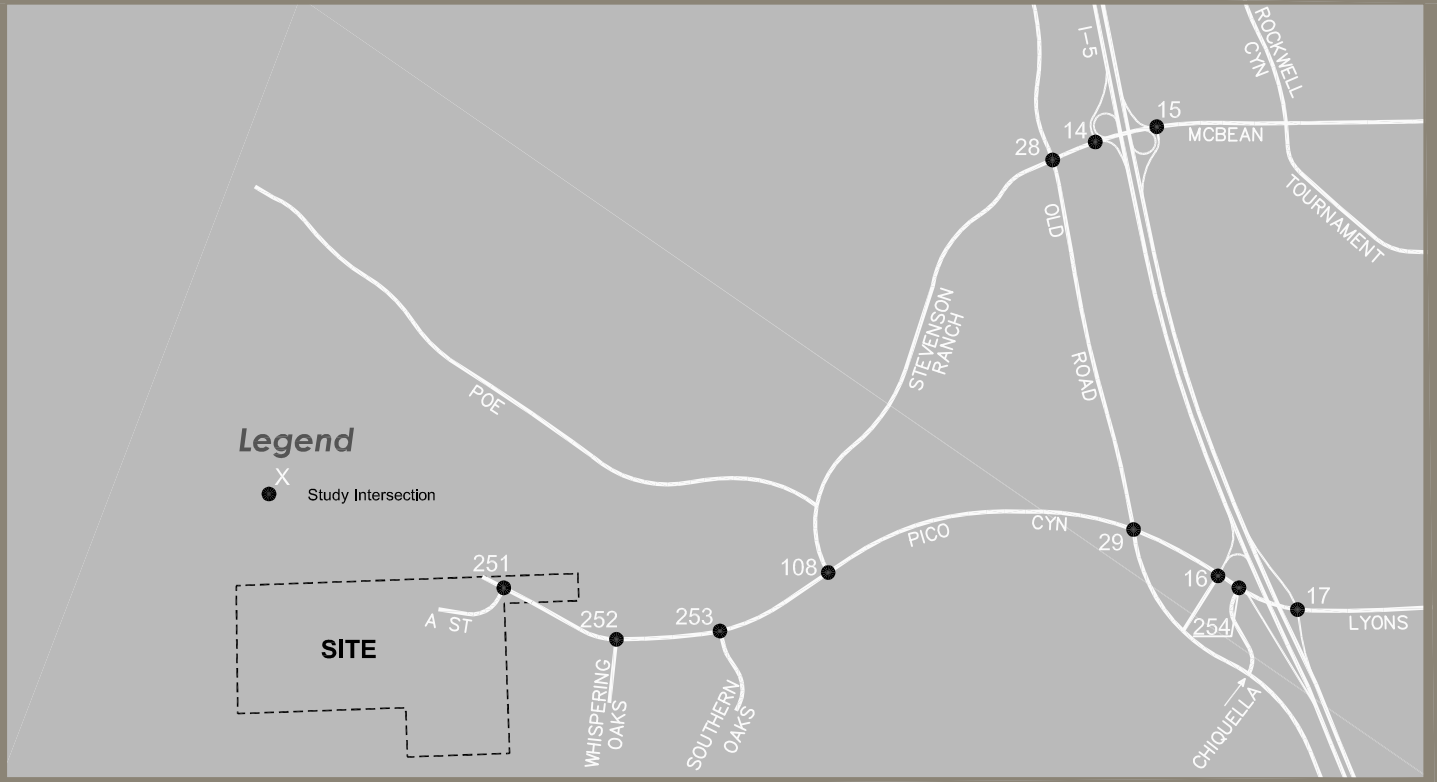 I-5
ROCKWELL
CYN
15
14
MCBEAN
28
TOURNAMENT
OLD
STEVENSON
RANCH
ROAD
POE
Legend
X
Study Intersection
PICO
CYN
29
251
108
16
17
252
253
254
LYONS
A ST
SITE
WHISPERING
OAKS
SOUTHERN
OAKS
CHIQUELLA